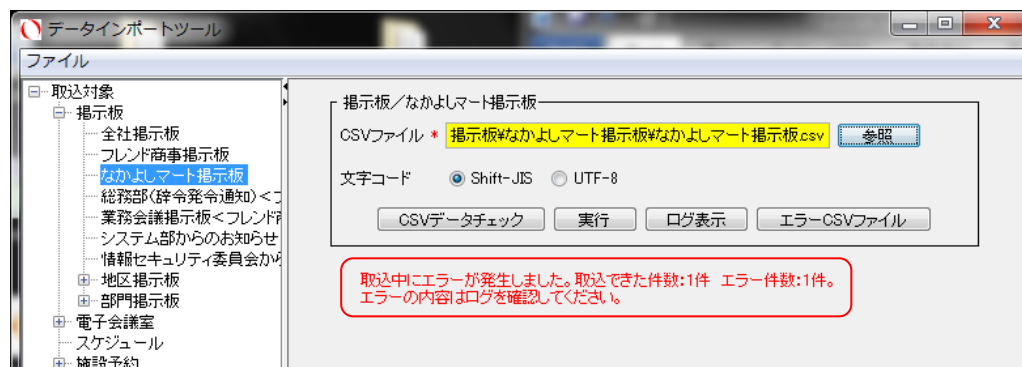 データインポートツール
ファイル
取込対象
掲示板
全社掲示板
フレンド商事掲示板
なかよしマート掲示板
総務部(辞令発令通知)<フ
業務会議掲示板<フレンド商
システム部からのお知らせ
情報セキュリティ委員会か
地区掲示板
部門掲示板
電子会議室
スケジュール
施設予約
掲示板／なかよしマート掲示板
CSVファイル * 掲示板¥なかよしマート掲示板¥なかよしマート掲示板.csv 参照
文字コード Shift-JIS UTF-8
CSVデータチェック 実行 ログ表示 エラーCSVファイル
取込中にエラーが発生しました。取込できた件数:1件 エラー件数:1件。
エラーの内容はログを確認してください。